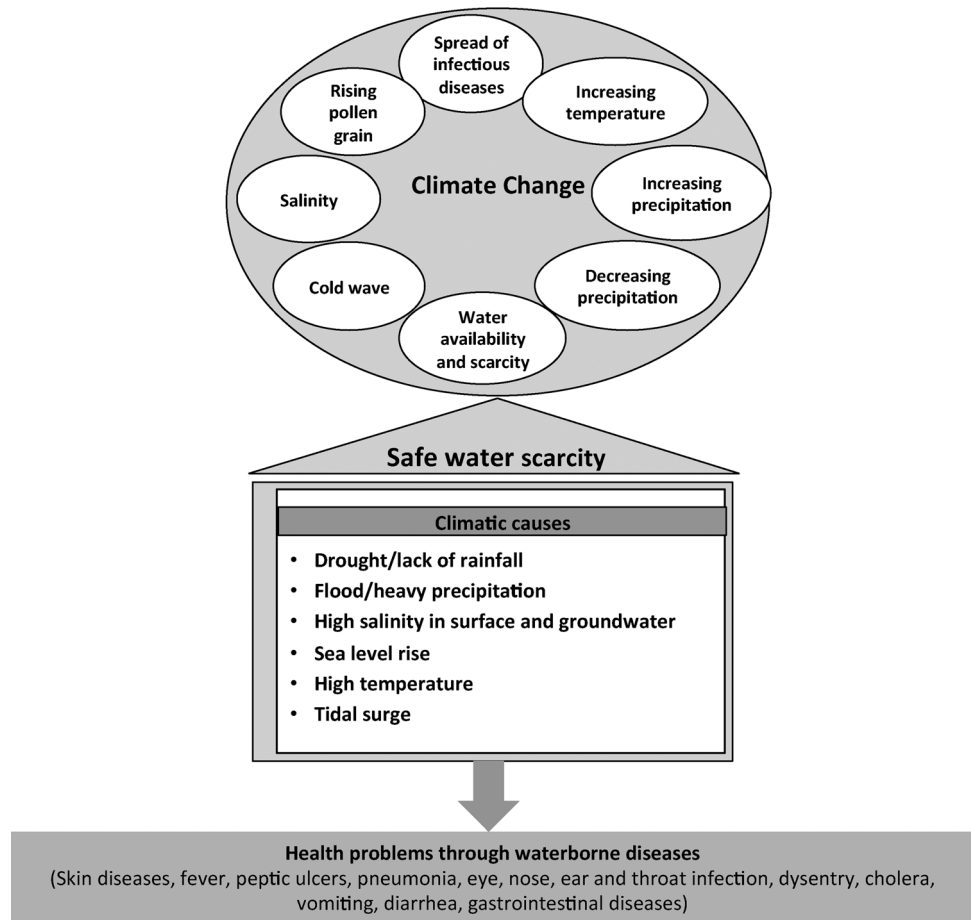 Spread of
infectious
diseases
Rising
pollen
grain
Increasing
temperature
Climate Change
Salinity
Increasing
precipitation
Cold wave
Decreasing
precipitation
Water
availability
and scarcity
Safe water scarcity
Climatic causes
• Drought/lack of rainfall
• Flood/heavy precipitation
• High salinity in surface and groundwater
• Sea level rise
• High temperature
• Tidal surge
Health problems through waterborne diseases
(Skin diseases, fever, peptic ulcers, pneumonia, eye, nose, ear and throat infection, dysentry, cholera,
vomiting, diarrhea, gastrointestinal diseases)